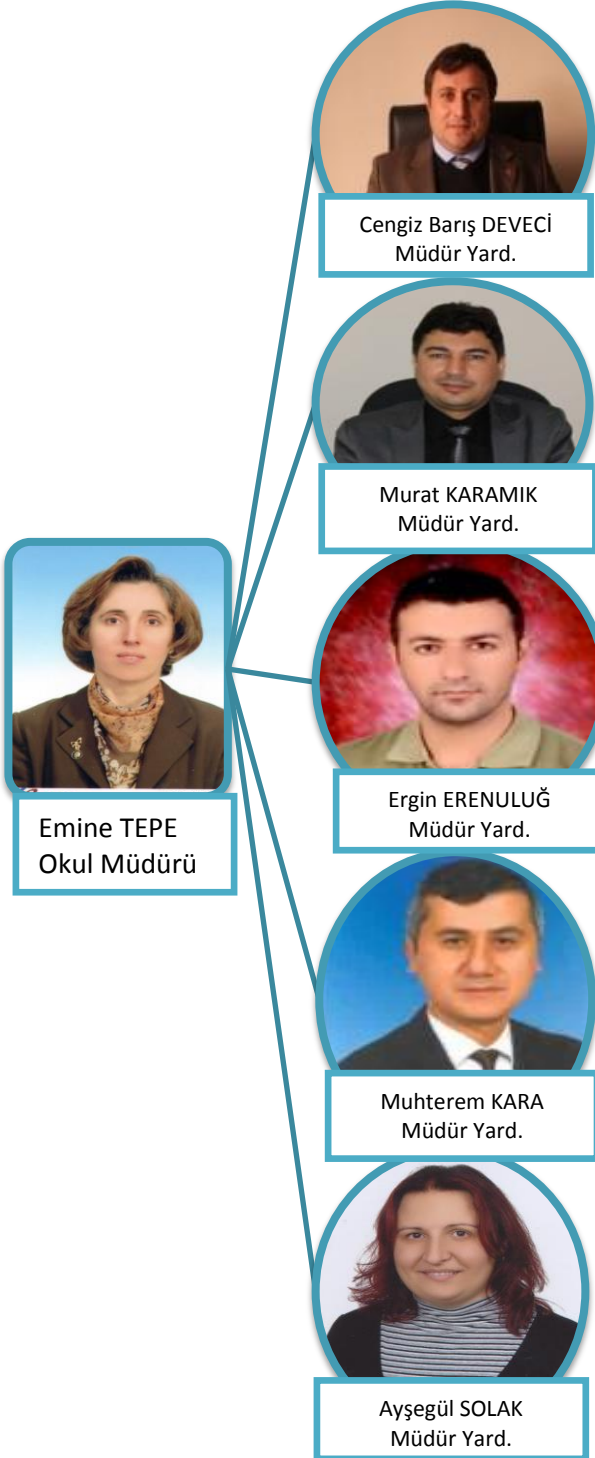 Cengiz Barış DEVECİ
Müdür Yard.
Murat KARAMIK
Müdür Yard.
Emine TEPE
Okul Müdürü
Ergin ERENULUĞ
Müdür Yard.
Muhterem KARA
Müdür Yard.
Ayşegül SOLAK
Müdür Yard.